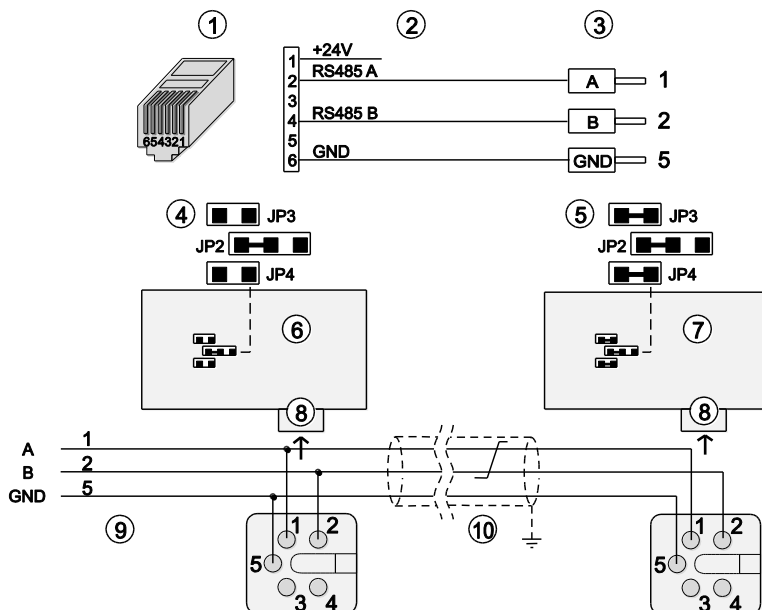 1 2 3
1 +24V
2 RS485 A A 1
3
4 RS485 B B 2
5
6 GND GND 5
654321
4 JP3 5 JP3
JP2 JP2
JP4 JP4
6 7
8 8
A 1
B 2
GND 5
9 10
1 2 1 2
5 5
3 4 3 4